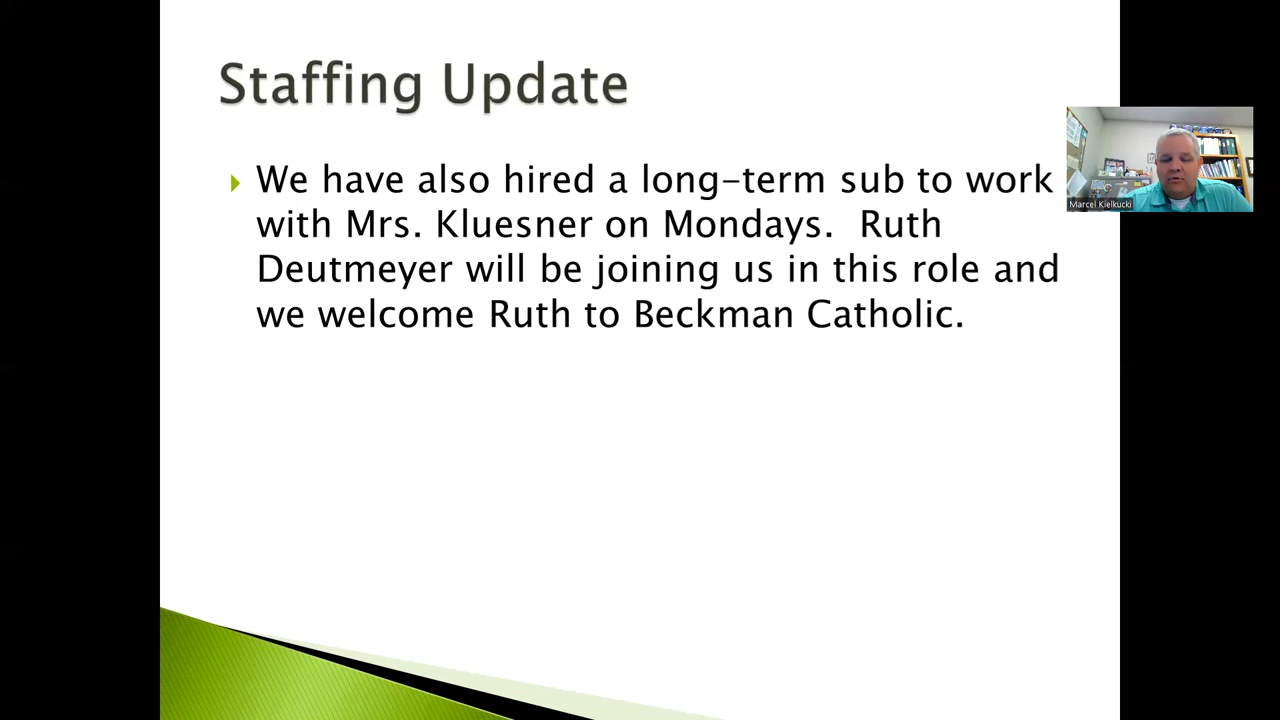 Staffing Update
We have also hired a long-term sub to work
with Mrs. Kluesner on Mondays.  Ruth
Deutmeyer will be joining us in this role and
we welcome Ruth to Beckman Catholic.
Marcel Kielkucki